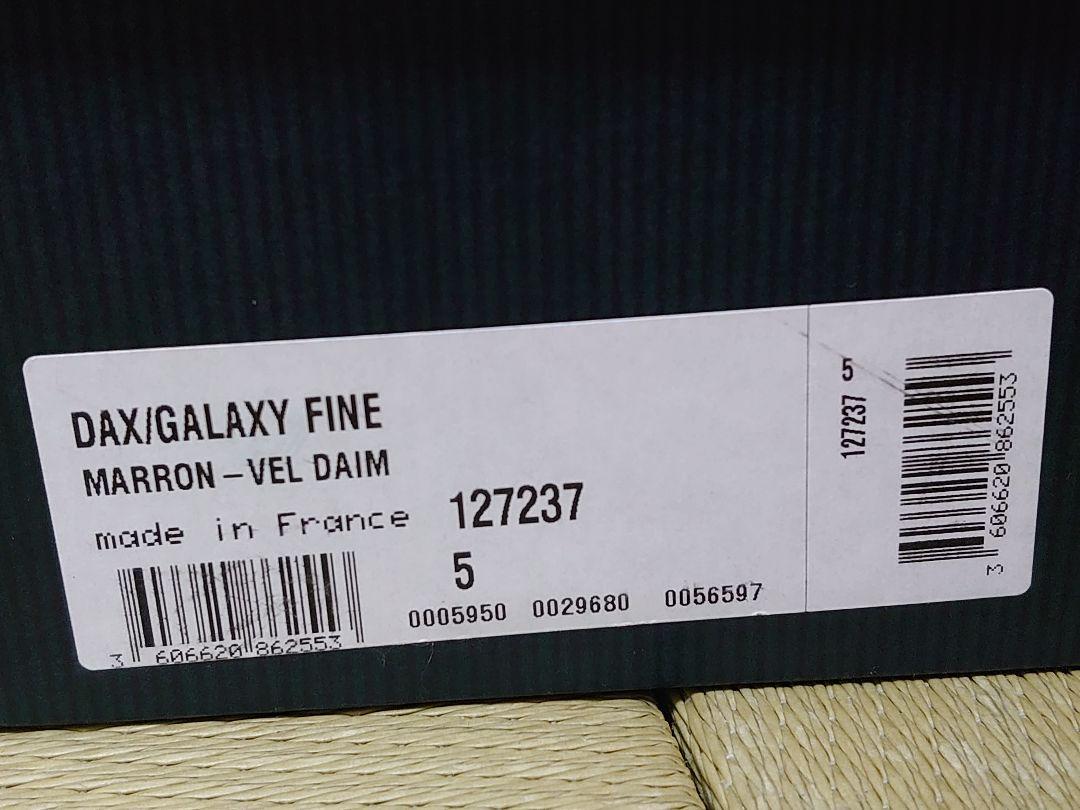 DAX/GALAXY FINE
MARRON – VEL DAIM
made in France 127237
5
0005950 0029680 0056597
3 606620 862553
127237 5
3 606620 862553